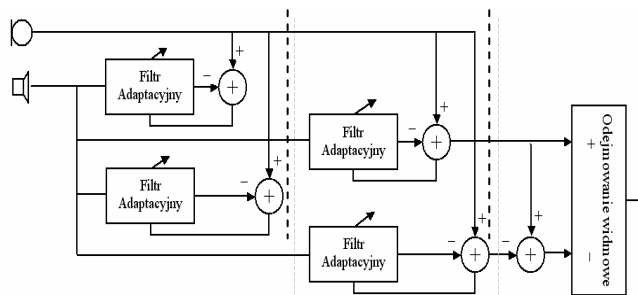 +
−
Filtr
Adaptacyjny
+
+
−
Filtr
Adaptacyjny
+
+
−
Filtr
Adaptacyjny
+
+
−
Filtr
Adaptacyjny
+
+
−
+
+
Odejmowanie widmowe
+
−